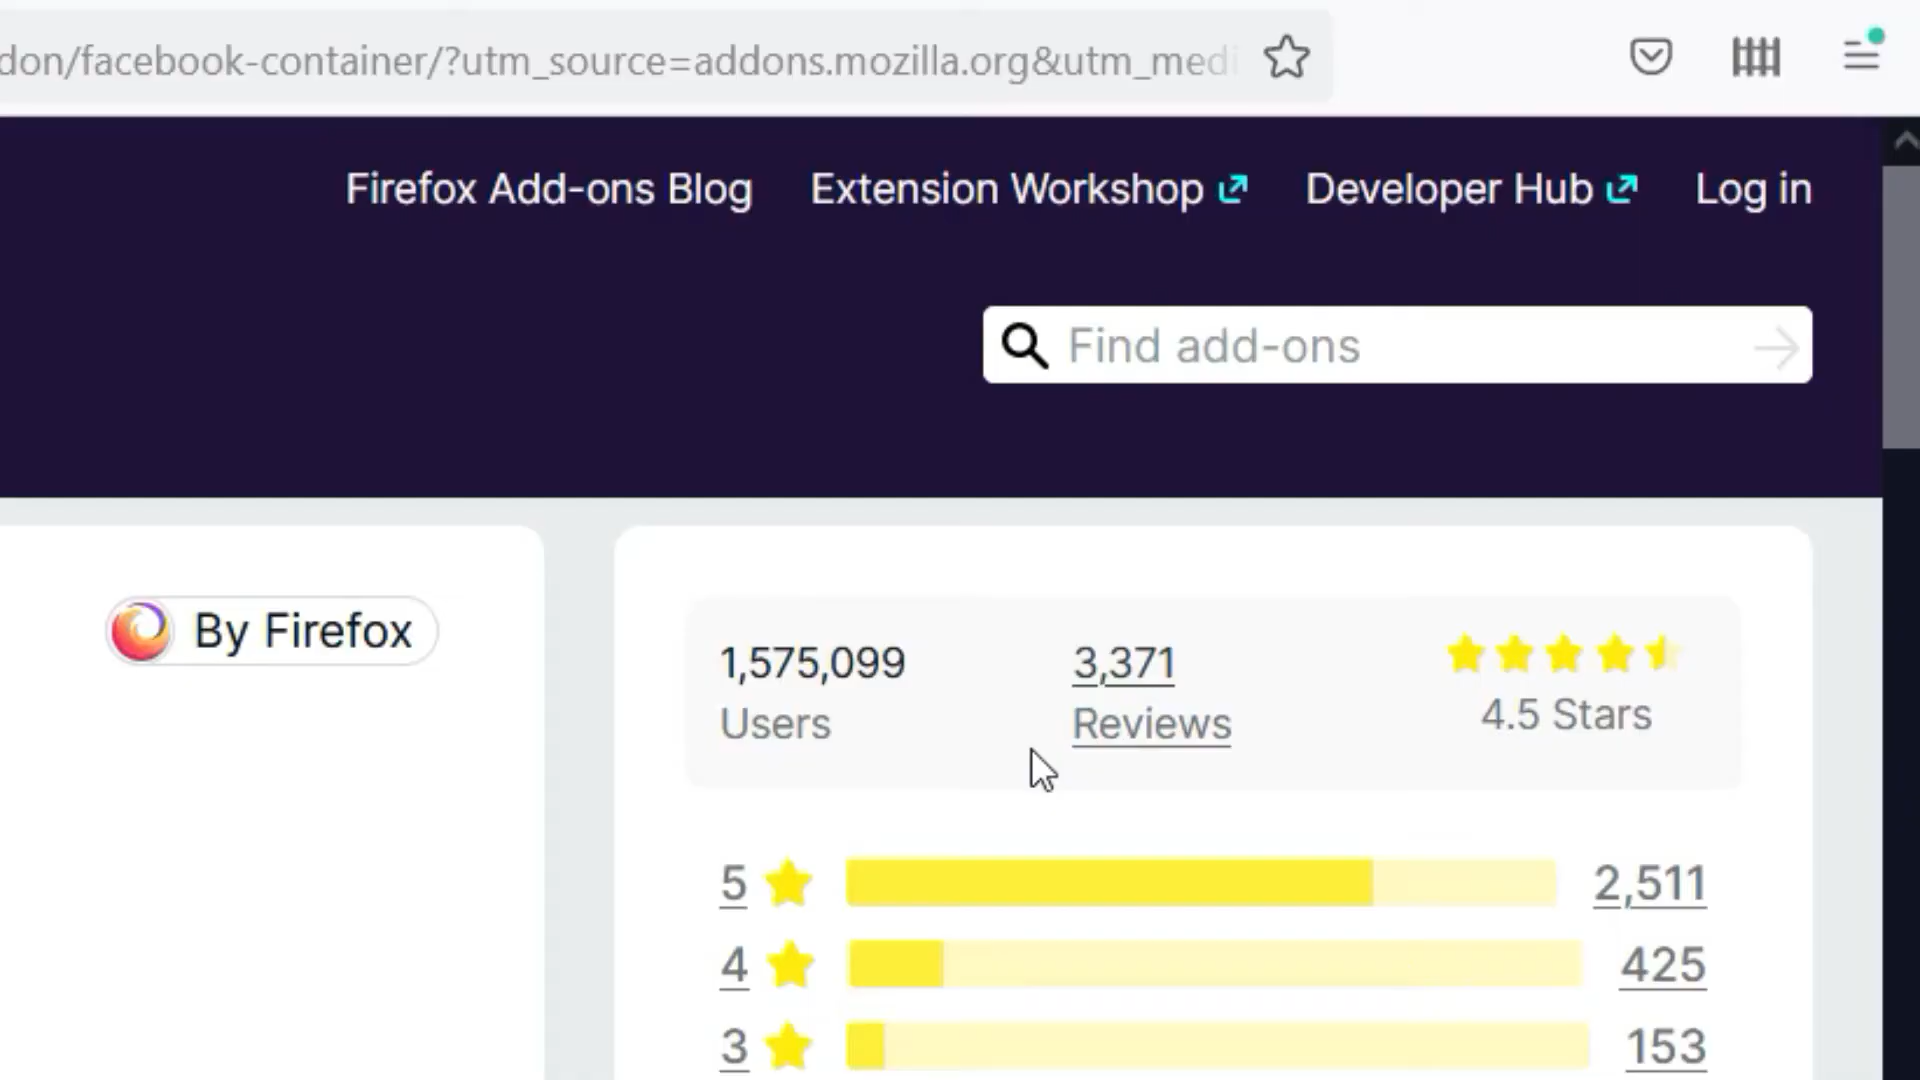 don/facebook-container/?utm_source=addons.mozilla.org&utm_medi
Firefox Add-ons Blog Extension Workshop Developer Hub Log in
Find add-ons
By Firefox
1,575,099 3,371
Users Reviews 4.5 Stars
5 2,511
4 425
3 153